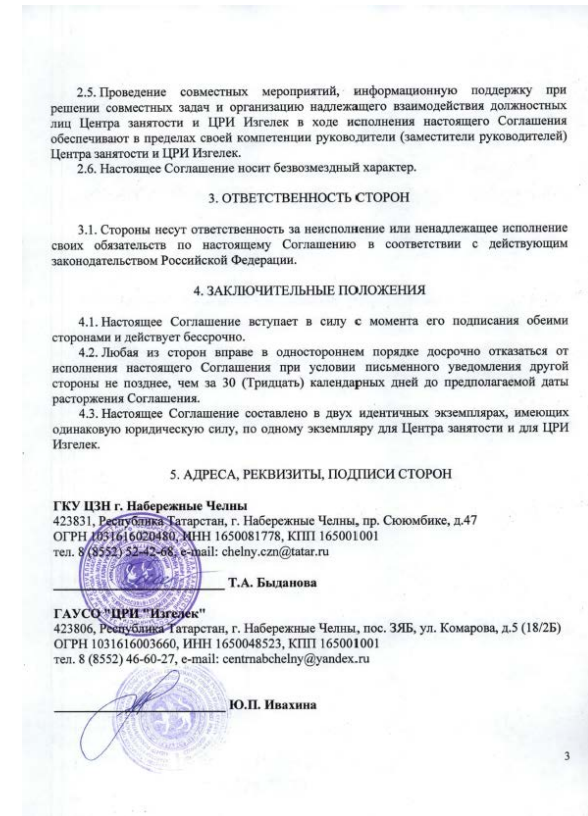 2.5. Проведение совместных мероприятий, информационную поддержку при
решении совместных задач и организацию надлежащего взаимодействия должностных
лиц Центра занятости и ЦРИ Изгелек в ходе исполнения настоящего Соглашения
обеспечивают в пределах своей компетенции руководители (заместители руководителей)
Центра занятости и ЦРИ Изгелек.
2.6. Настоящее Соглашение носит безвозмездный характер.
3. ОТВЕТСТВЕННОСТЬ СТОРОН
3.1. Стороны несут ответственность за неисполнение или ненадлежащее исполнение
своих обязательств по настоящему Соглашению в соответствии с действующим
законодательством Российской Федерации.
4. ЗАКЛЮЧИТЕЛЬНЫЕ ПОЛОЖЕНИЯ
4.1. Настоящее Соглашение вступает в силу с момента его подписания обеими
сторонами и действует бессрочно.
4.2. Любая из сторон вправе в одностороннем порядке досрочно отказаться от
исполнения настоящего Соглашения при условии письменного уведомления другой
стороны не позднее, чем за 30 (Тридцать) календарных дней до предполагаемой даты
расторжения Соглашения.
4.3. Настоящее Соглашение составлено в двух идентичных экземплярах, имеющих
одинаковую юридическую силу, по одному экземпляру для Центра занятости и для ЦРИ
Изгелек.
5. АДРЕСА, РЕКВИЗИТЫ, ПОДПИСИ СТОРОН
ГКУ ЦЗН г. Набережные Челны
423831, Республика Татарстан, г. Набережные Челны, пр. Сююмбике, д.47
ОГРН 1031616020480, ИНН 1650081778, КПП 165001001
тел. 8 (8552) 52-42-68, e-mail: chelny.czn@tatar.ru
Т.А. Быданова
ГАУСО "ЦРИ "Изгелек"
423806, Республика Татарстан, г. Набережные Челны, пос. ЗЯБ, ул. Комарова, д.5 (18/2Б)
ОГРН 1031616003660, ИНН 1650048523, КПП 165001001
тел. 8 (8552) 46-60-27, e-mail: centrnabchelny@yandex.ru
Ю.П. Ивахина
3